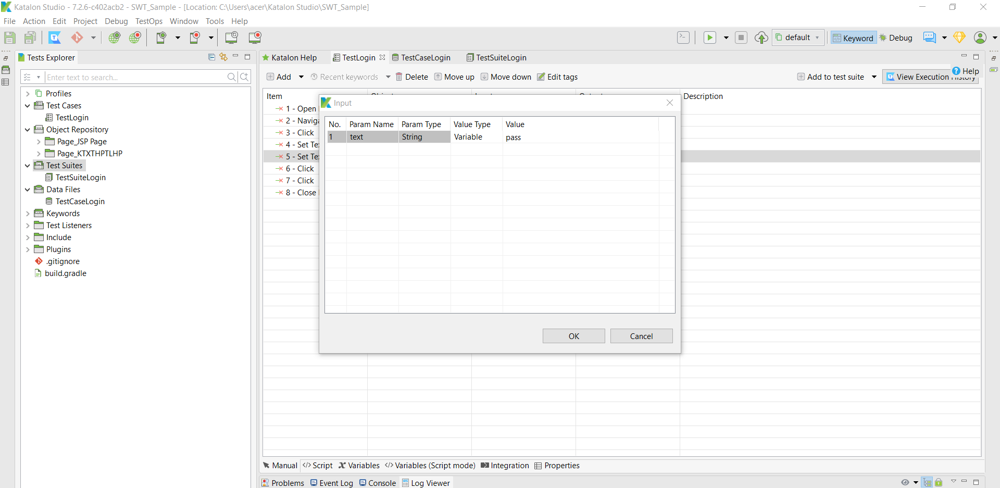 Katalon Studio - 7.2.6-c402acb2 - SWT_Sample - [Location: C:\Users\acer\Katalon Studio\SWT_Sample]
File Action Edit Project Debug TestOps Window Tools Help
default Keyword Debug
Tests Explorer
Enter text to search...
Profiles
Test Cases
TestLogin
Object Repository
Page_JSP Page
Page_KTXTHPTLHP
Test Suites
TestSuiteLogin
Data Files
TestCaseLogin
Keywords
Test Listeners
Include
Plugins
.gitignore
build.gradle
Katalon Help TestLogin TestCaseLogin TestSuiteLogin
Add Recent keywords Delete Move up Move down Edit tags Add to test suite View Execution Help
Item Description
1 - Open
2 - Naviga
3 - Click
4 - Set Te
5 - Set Te
6 - Click
7 - Click
8 - Close
Input
No. Param Name Param Type Value Type Value
1 text String Variable pass
OK Cancel
Manual </> Script Variables </> Variables (Script mode) Integration Properties
Problems Event Log Console Log Viewer